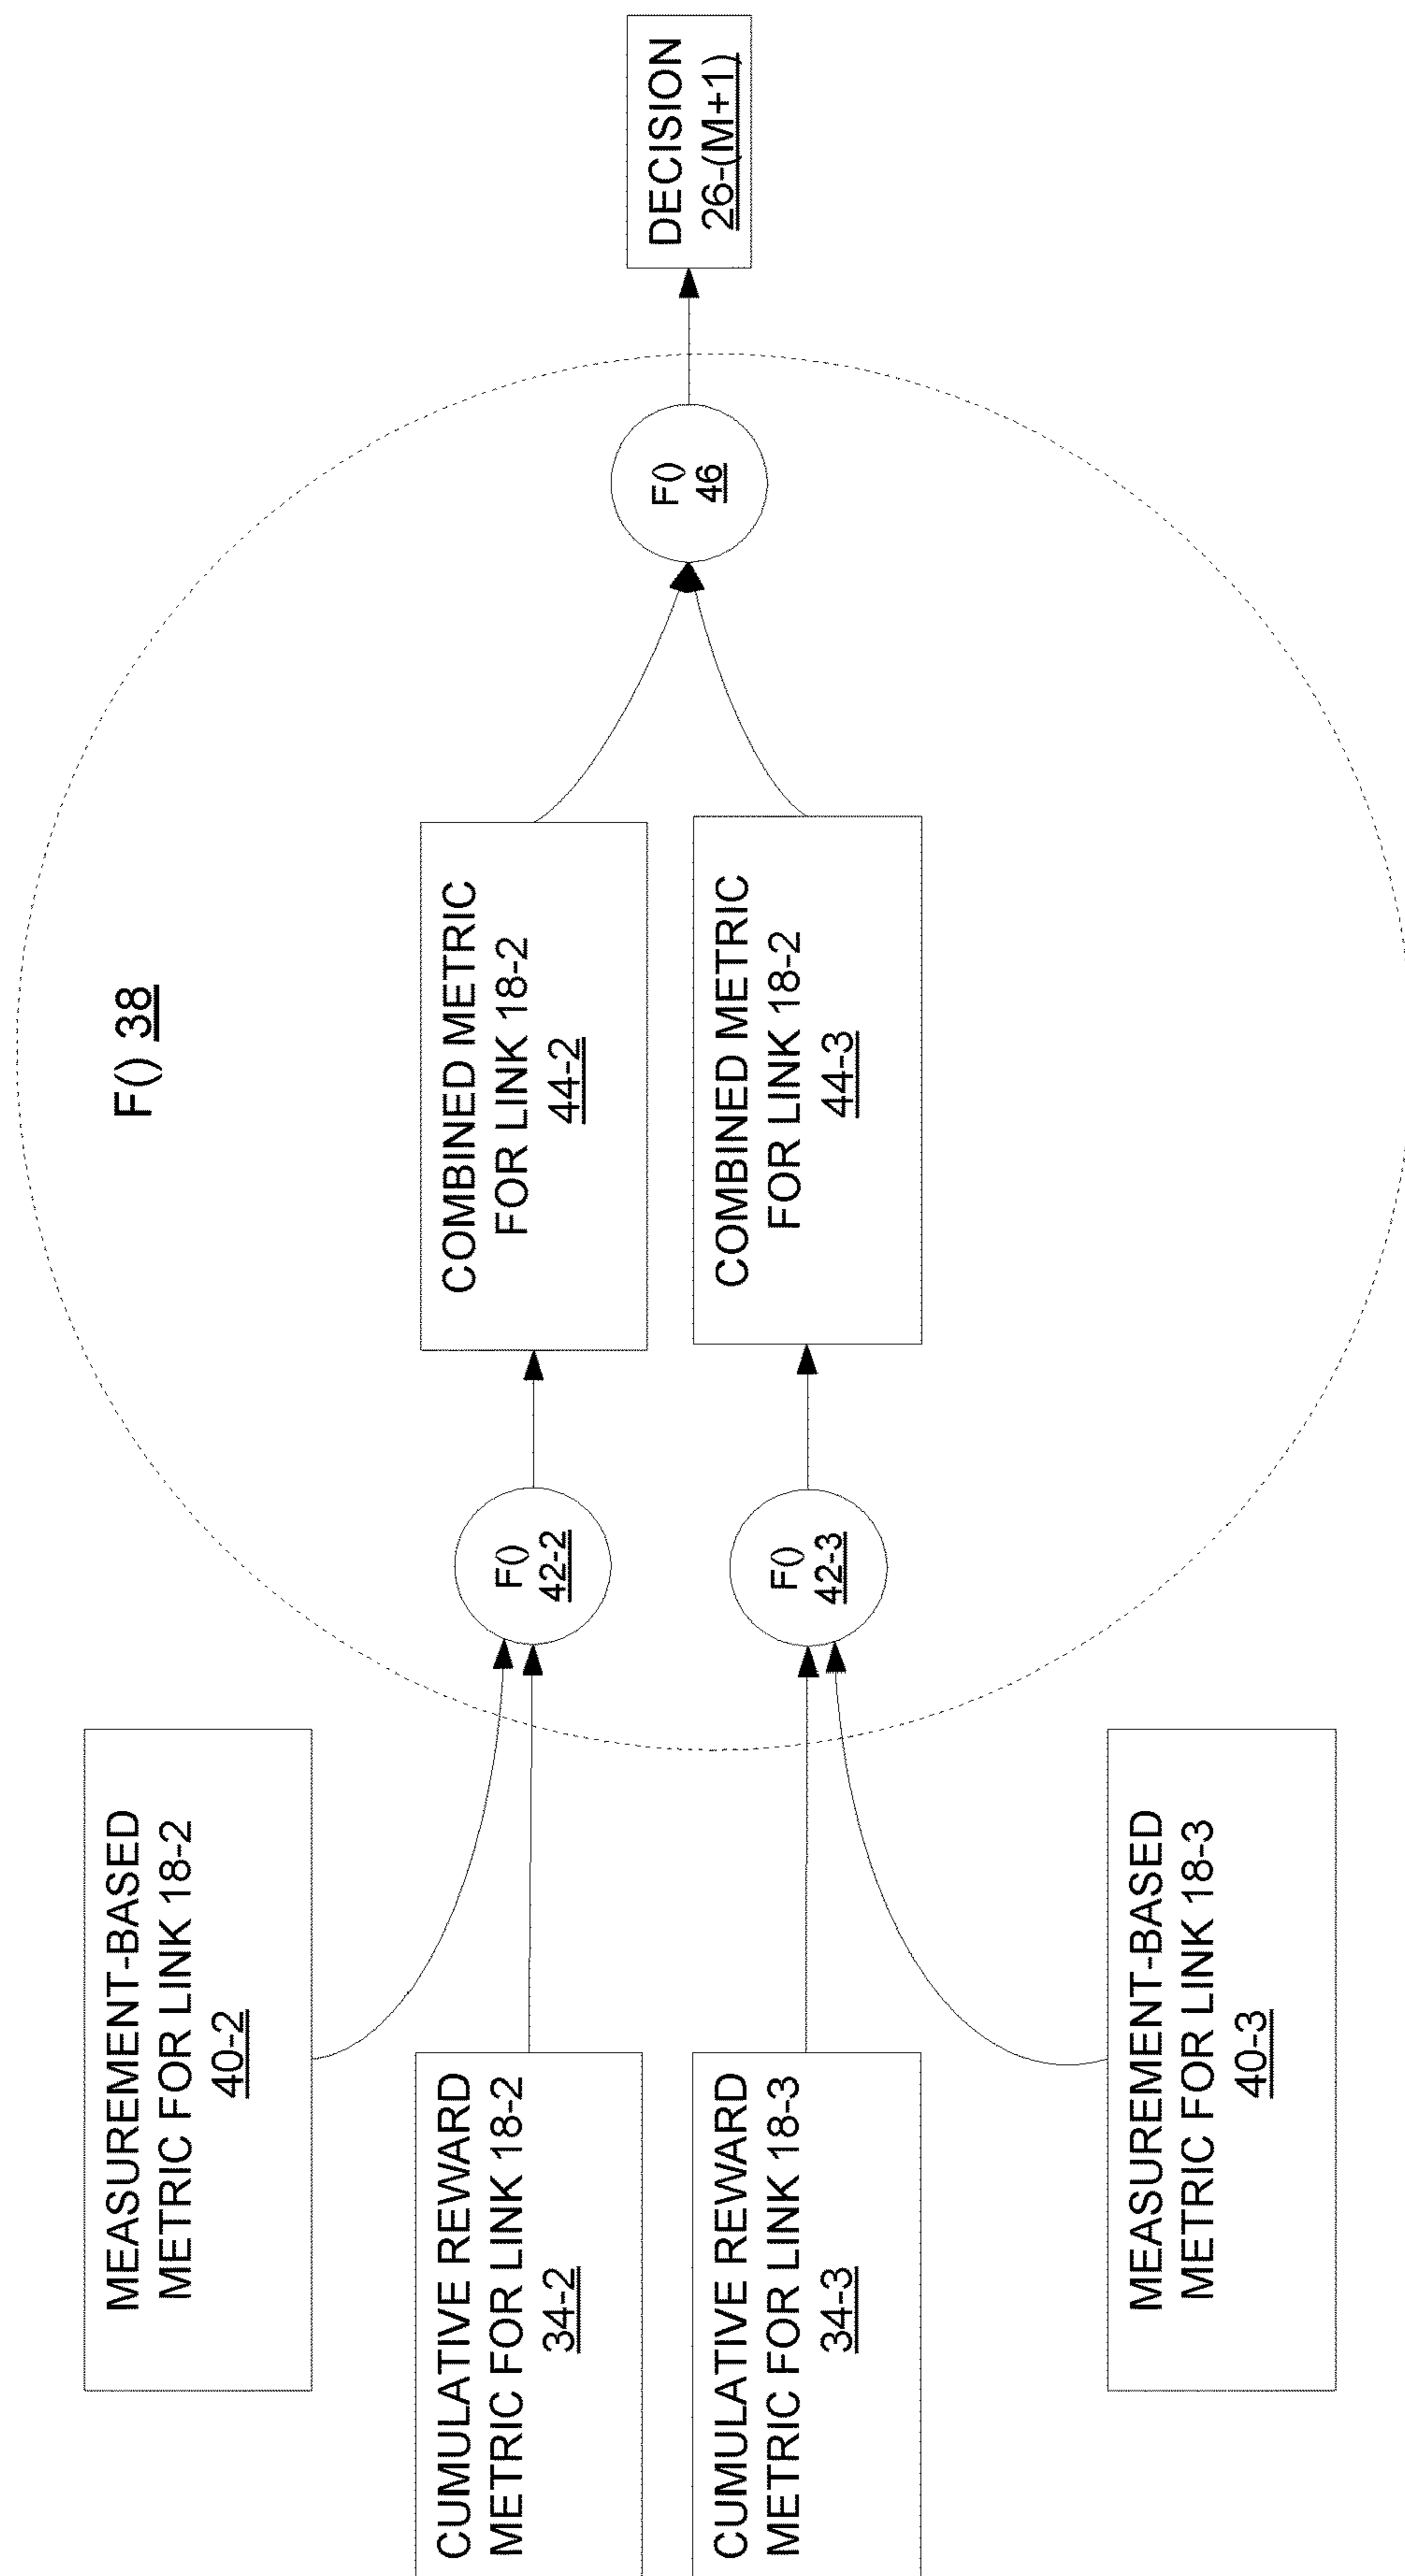 MEASUREMENT-BASED
METRIC FOR LINK 18-2
40-2
CUMULATIVE REWARD
METRIC FOR LINK 18-2
34-2
CUMULATIVE REWARD
METRIC FOR LINK 18-3
34-3
MEASUREMENT-BASED
METRIC FOR LINK 18-3
40-3
F() 38
F()
42-2
F()
42-3
COMBINED METRIC
FOR LINK 18-2
44-2
COMBINED METRIC
FOR LINK 18-2
44-3
F()
46
DECISION
26-(M+1)